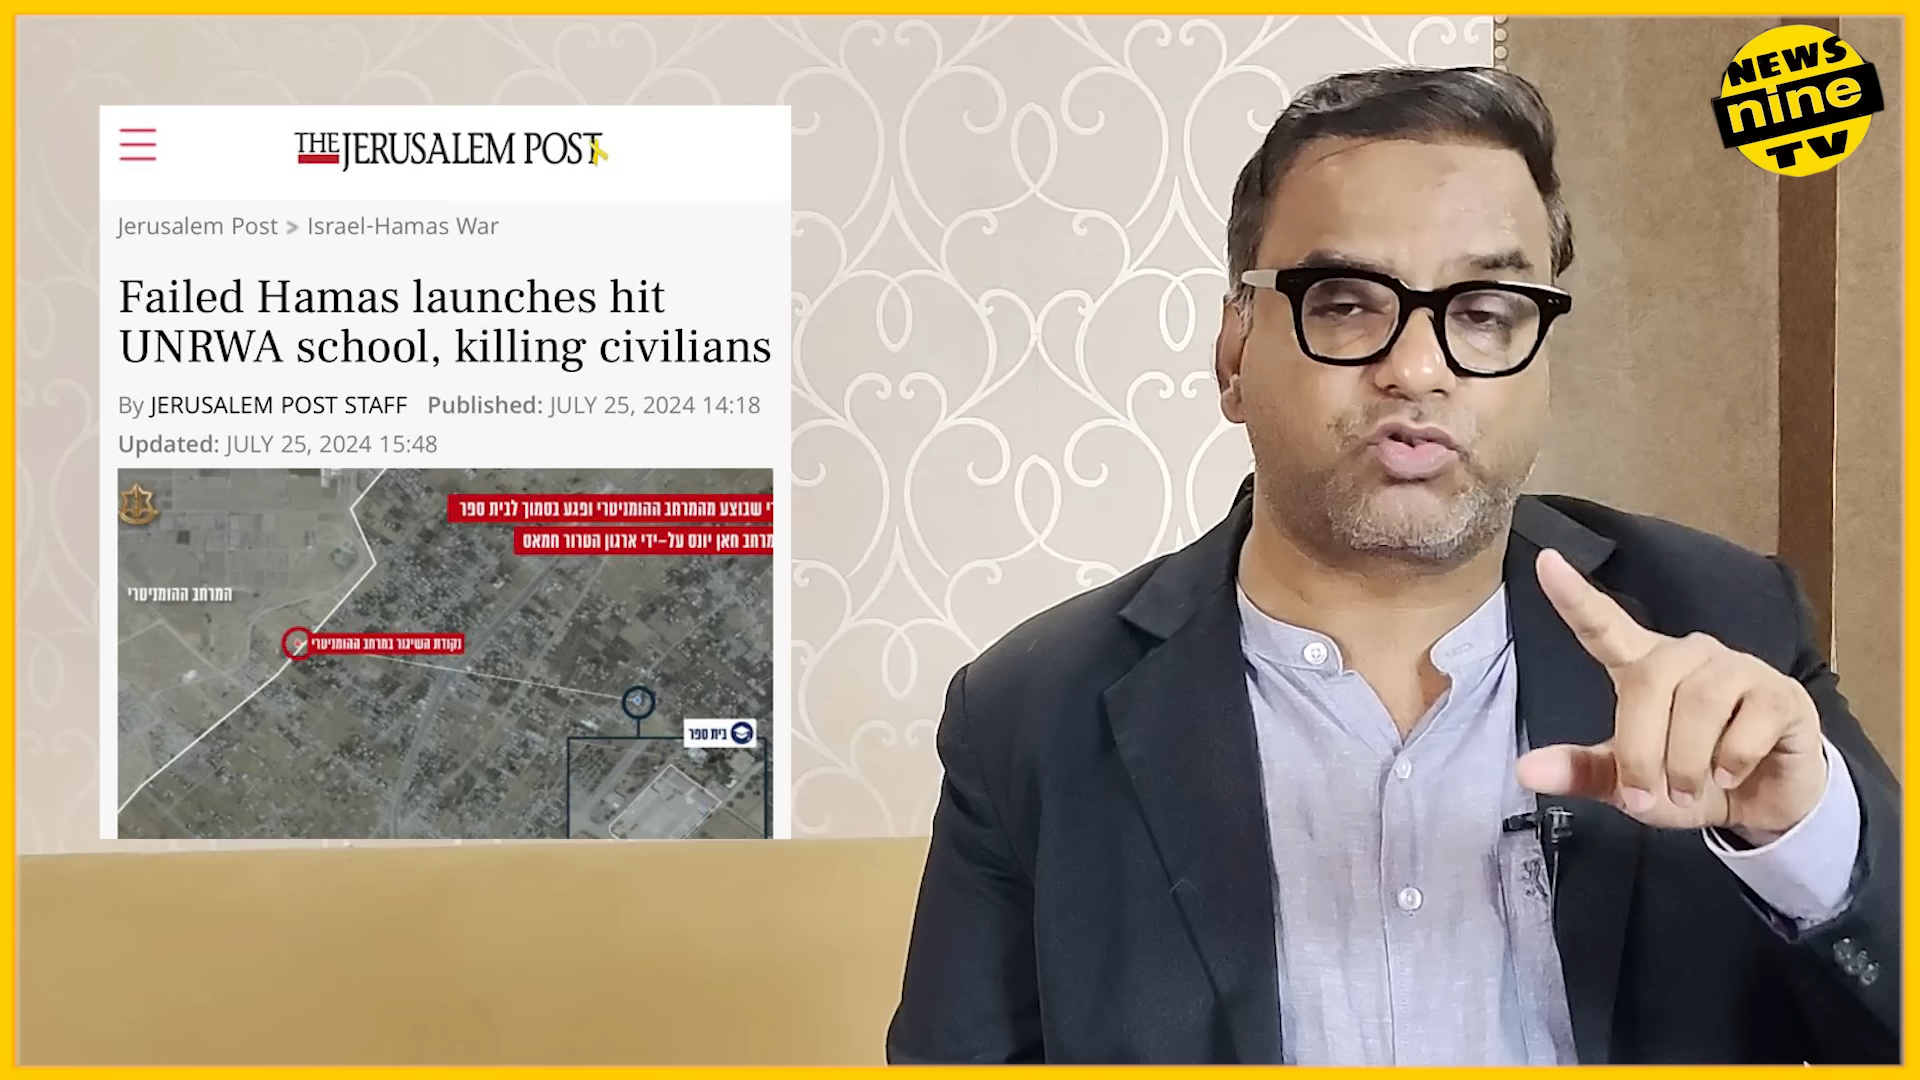 NEWS
nine
TV
THE JERUSALEM POST
Jerusalem Post > Israel-Hamas War
Failed Hamas launches hit
UNRWA school, killing civilians
By JERUSALEM POST STAFF Published: JULY 25, 2024 14:18
Updated: JULY 25, 2024 15:48
שבוצע מהמרחב ההומניטרי ופגע בסמוך לבית ספר
מרחב חאן יונס על-ידי ארגון הטרור חמאס
המרחב ההומניטרי
נקודת השיגור במרחב ההומניטרי
בית ספר